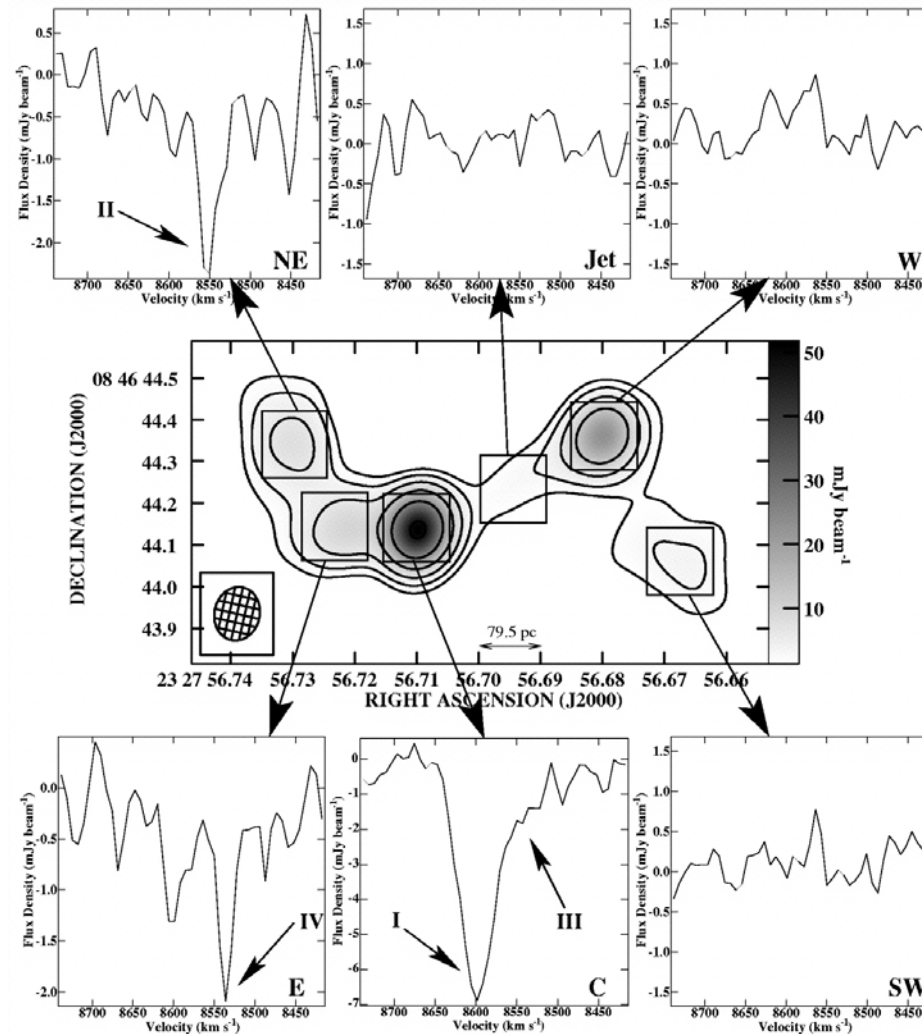 0.5
0.0
-0.5
-1.0
-1.5
-2.0
Flux Density (mJy beam⁻¹)
II
NE
8700 8650 8600 8550 8500 8450
Velocity (km s⁻¹)
1.5
1.0
0.5
0.0
-0.5
-1.0
-1.5
Flux Density (mJy beam⁻¹)
Jet
8700 8650 8600 8550 8500 8450
Velocity (km s⁻¹)
1.5
1.0
0.5
0.0
-0.5
-1.0
-1.5
Flux Density (mJy beam⁻¹)
W
8700 8650 8600 8550 8500 8450
Velocity (km s⁻¹)
DECLINATION (J2000)
08 46 44.5
44.4
44.3
44.2
44.1
44.0
43.9
79.5 pc
23 27 56.74 56.73 56.72 56.71 56.70 56.69 56.68 56.67 56.66
RIGHT ASCENSION (J2000)
50
40
30
20
10
mJy beam⁻¹
0.0
-0.5
-1.0
-1.5
-2.0
Flux Density (mJy beam⁻¹)
IV
E
8700 8650 8600 8550 8500 8450
Velocity (km s⁻¹)
0
-1
-2
-3
-4
-5
-6
-7
Flux Density (mJy beam⁻¹)
I
III
C
8700 8650 8600 8550 8500 8450
Velocity (km s⁻¹)
1.5
1.0
0.5
0.0
-0.5
-1.0
-1.5
Flux Density (mJy beam⁻¹)
SW
8700 8650 8600 8550 8500 8450
Velocity (km s⁻¹)